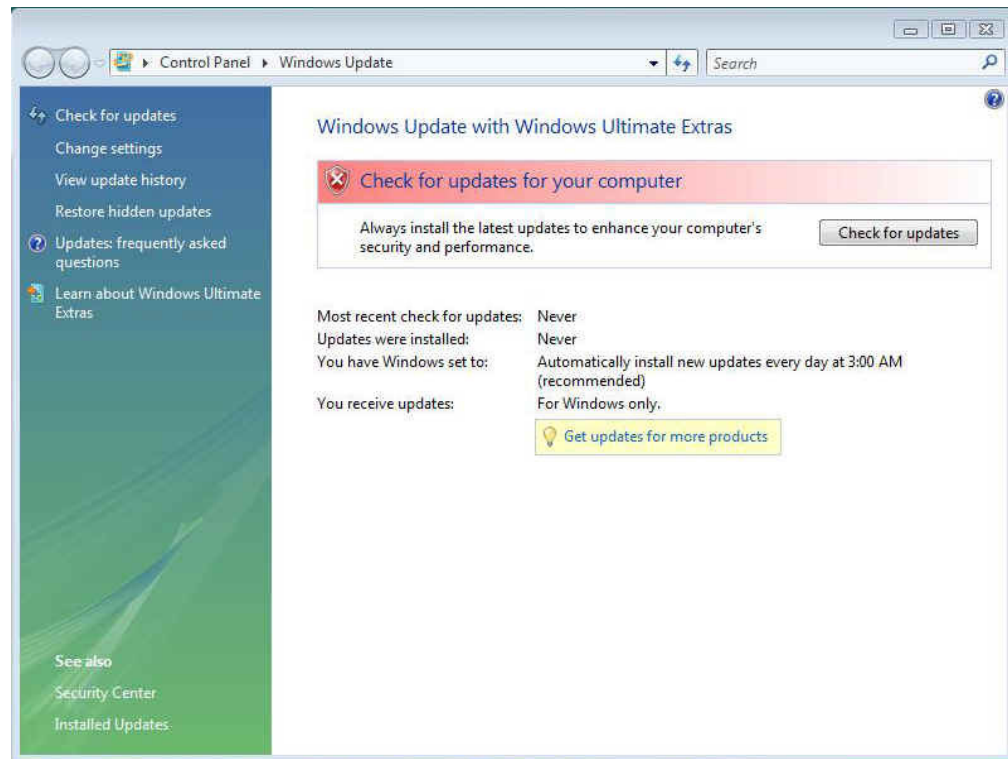 Control Panel
Windows Update
Search
Check for updates
Change settings
View update history
Restore hidden updates
Updates: frequently asked
questions
Learn about Windows Ultimate
Extras
See also
Security Center
Installed Updates
Windows Update with Windows Ultimate Extras
Check for updates for your computer
Always install the latest updates to enhance your computer's
security and performance.
Check for updates
Most recent check for updates: Never
Updates were installed: Never
You have Windows set to: Automatically install new updates every day at 3:00 AM
(recommended)
You receive updates: For Windows only.
Get updates for more products